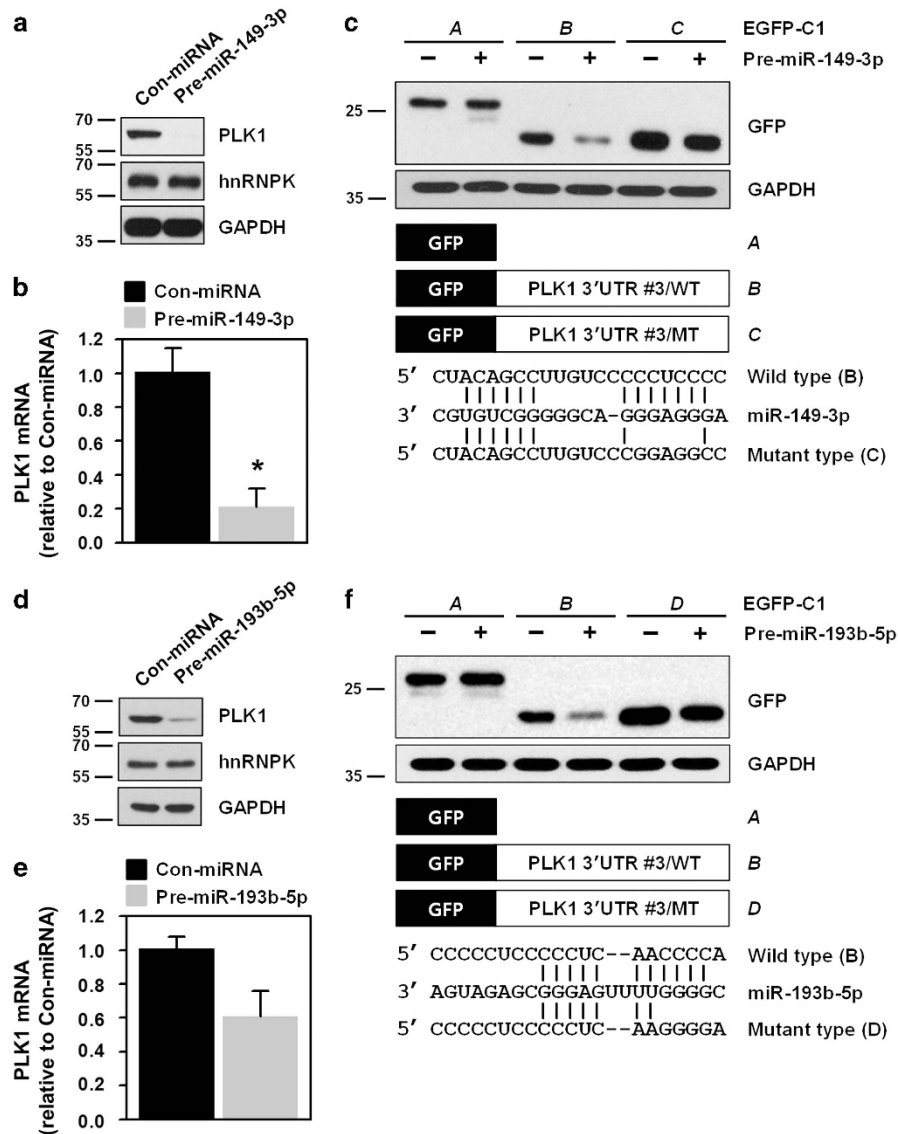 a
Con-miRNA
Pre-miR-149-3p
70
55
PLK1
70
55
hnRNPK
35
GAPDH
b
Con-miRNA
Pre-miR-149-3p
PLK1 mRNA
(relative to Con-miRNA)
1.2
1.0
0.8
0.6
0.4
0.2
0.0
*
c
A B C EGFP-C1
– + – + – + Pre-miR-149-3p
25
GFP
35
GAPDH
GFP A
GFP PLK1 3′UTR #3/WT B
GFP PLK1 3′UTR #3/MT C
5′ CUACAGCCUUGUCCCCCUCCCC Wild type (B)
3′ CGUGUCGGGGGCA-GGGAGGGA miR-149-3p
5′ CUACAGCCUUGUCCCGGAGGCC Mutant type (C)
d
Con-miRNA
Pre-miR-193b-5p
70
55
PLK1
70
55
hnRNPK
35
GAPDH
e
Con-miRNA
Pre-miR-193b-5p
PLK1 mRNA
(relative to Con-miRNA)
1.2
1.0
0.8
0.6
0.4
0.2
0.0
f
A B D EGFP-C1
– + – + – + Pre-miR-193b-5p
25
GFP
35
GAPDH
GFP A
GFP PLK1 3′UTR #3/WT B
GFP PLK1 3′UTR #3/MT D
5′ CCCCCUCCCCCUC--AACCCCA Wild type (B)
3′ AGUAGAGCGGGAGUUUUGGGGC miR-193b-5p
5′ CCCCCUCCCCCUC--AAGGGGA Mutant type (D)